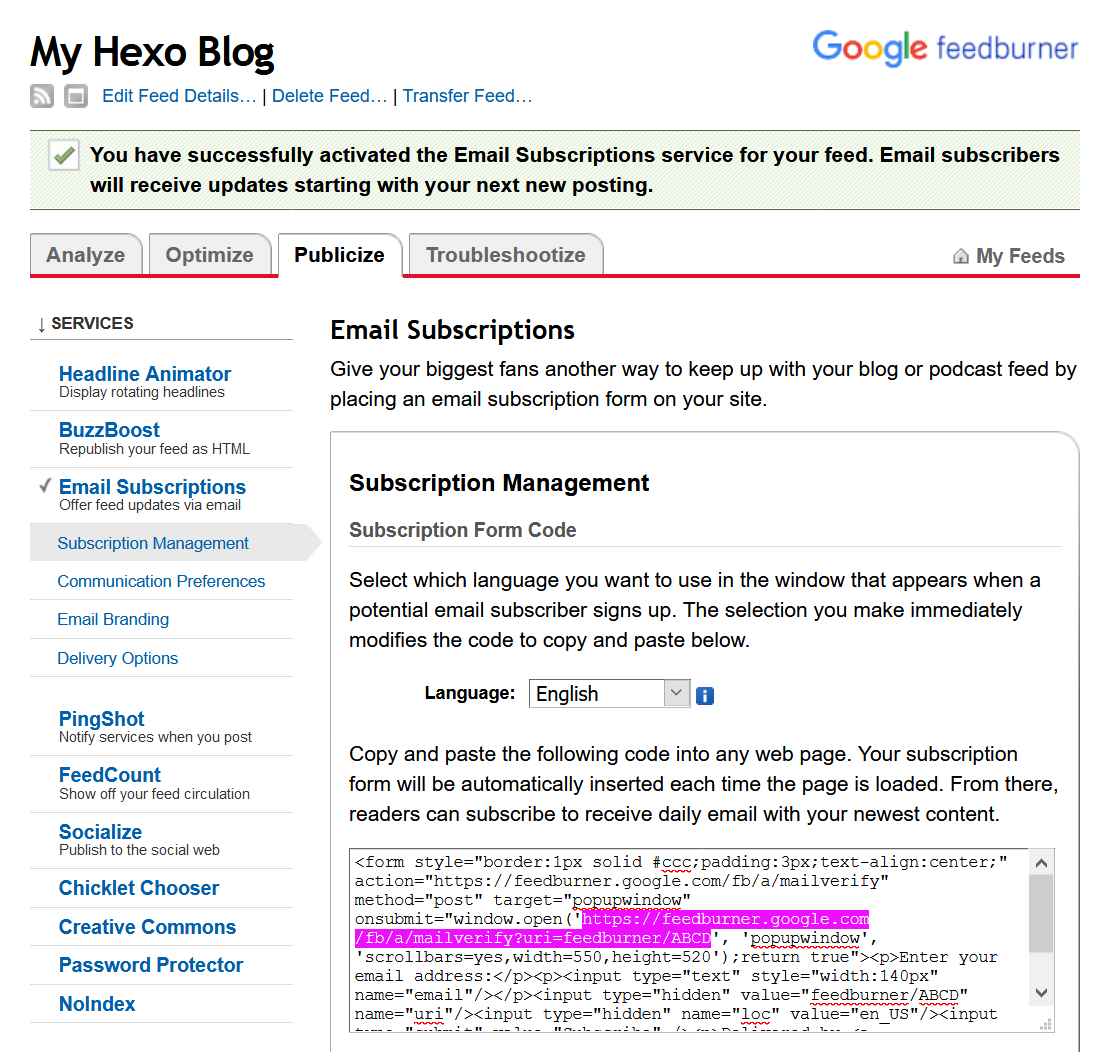 My Hexo Blog
Google feedburner
Edit Feed Details… | Delete Feed… | Transfer Feed…
You have successfully activated the Email Subscriptions service for your feed. Email subscribers
will receive updates starting with your next new posting.
Analyze
Optimize
Publicize
Troubleshootize
My Feeds
↓ SERVICES
Headline Animator
Display rotating headlines
BuzzBoost
Republish your feed as HTML
Email Subscriptions
Offer feed updates via email
Subscription Management
Communication Preferences
Email Branding
Delivery Options
PingShot
Notify services when you post
FeedCount
Show off your feed circulation
Socialize
Publish to the social web
Chicklet Chooser
Creative Commons
Password Protector
NoIndex
Email Subscriptions
Give your biggest fans another way to keep up with your blog or podcast feed by
placing an email subscription form on your site.
Subscription Management
Subscription Form Code
Select which language you want to use in the window that appears when a
potential email subscriber signs up. The selection you make immediately
modifies the code to copy and paste below.
Language: English
Copy and paste the following code into any web page. Your subscription
form will be automatically inserted each time the page is loaded. From there,
readers can subscribe to receive daily email with your newest content.
<form style="border:1px solid #ccc;padding:3px;text-align:center;"
action="https://feedburner.google.com/fb/a/mailverify"
method="post" target="popupwindow"
onsubmit="window.open('https://feedburner.google.com
/fb/a/mailverify?uri=feedburner/ABCD', 'popupwindow',
'scrollbars=yes,width=550,height=520');return true"><p>Enter your
email address:</p><p><input type="text" style="width:140px"
name="email"/></p><input type="hidden" value="feedburner/ABCD"
name="uri"/><input type="hidden" name="loc" value="en_US"/><input
type="submit" value="Subscribe" /><p>Delivered by <a